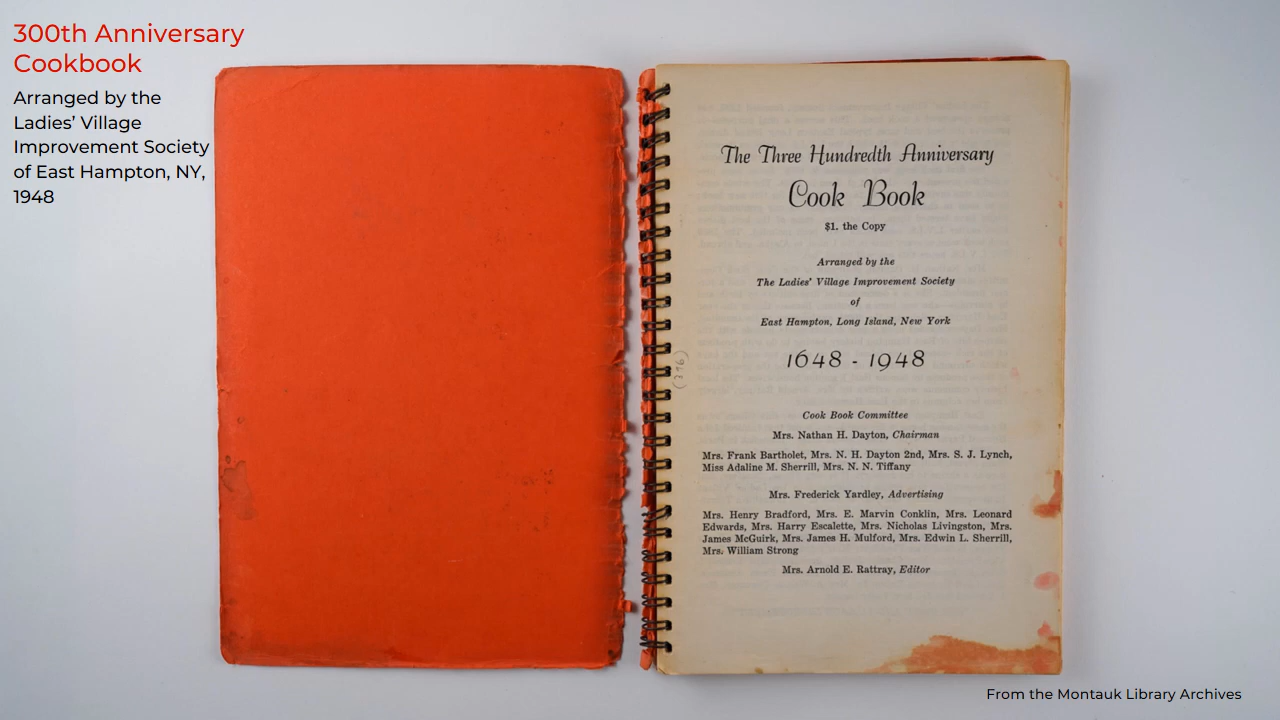 300th Anniversary
Cookbook
Arranged by the
Ladies' Village
Improvement Society
of East Hampton, NY,
1948
The Three Hundredth Anniversary
Cook Book
$1. the Copy
Arranged by the
The Ladies' Village Improvement Society
of
East Hampton, Long Island, New York
1648 - 1948
(316)
Cook Book Committee
Mrs. Nathan H. Dayton, Chairman
Mrs. Frank Bartholet, Mrs. N. H. Dayton 2nd, Mrs. S. J. Lynch,
Miss Adaline M. Sherrill, Mrs. N. N. Tiffany
Mrs. Frederick Yardley, Advertising
Mrs. Henry Bradford, Mrs. E. Marvin Conklin, Mrs. Leonard
Edwards, Mrs. Harry Escalette, Mrs. Nicholas Livingston, Mrs.
James McGuirk, Mrs. James H. Mulford, Mrs. Edwin L. Sherrill,
Mrs. William Strong
Mrs. Arnold E. Rattray, Editor
From the Montauk Library Archives